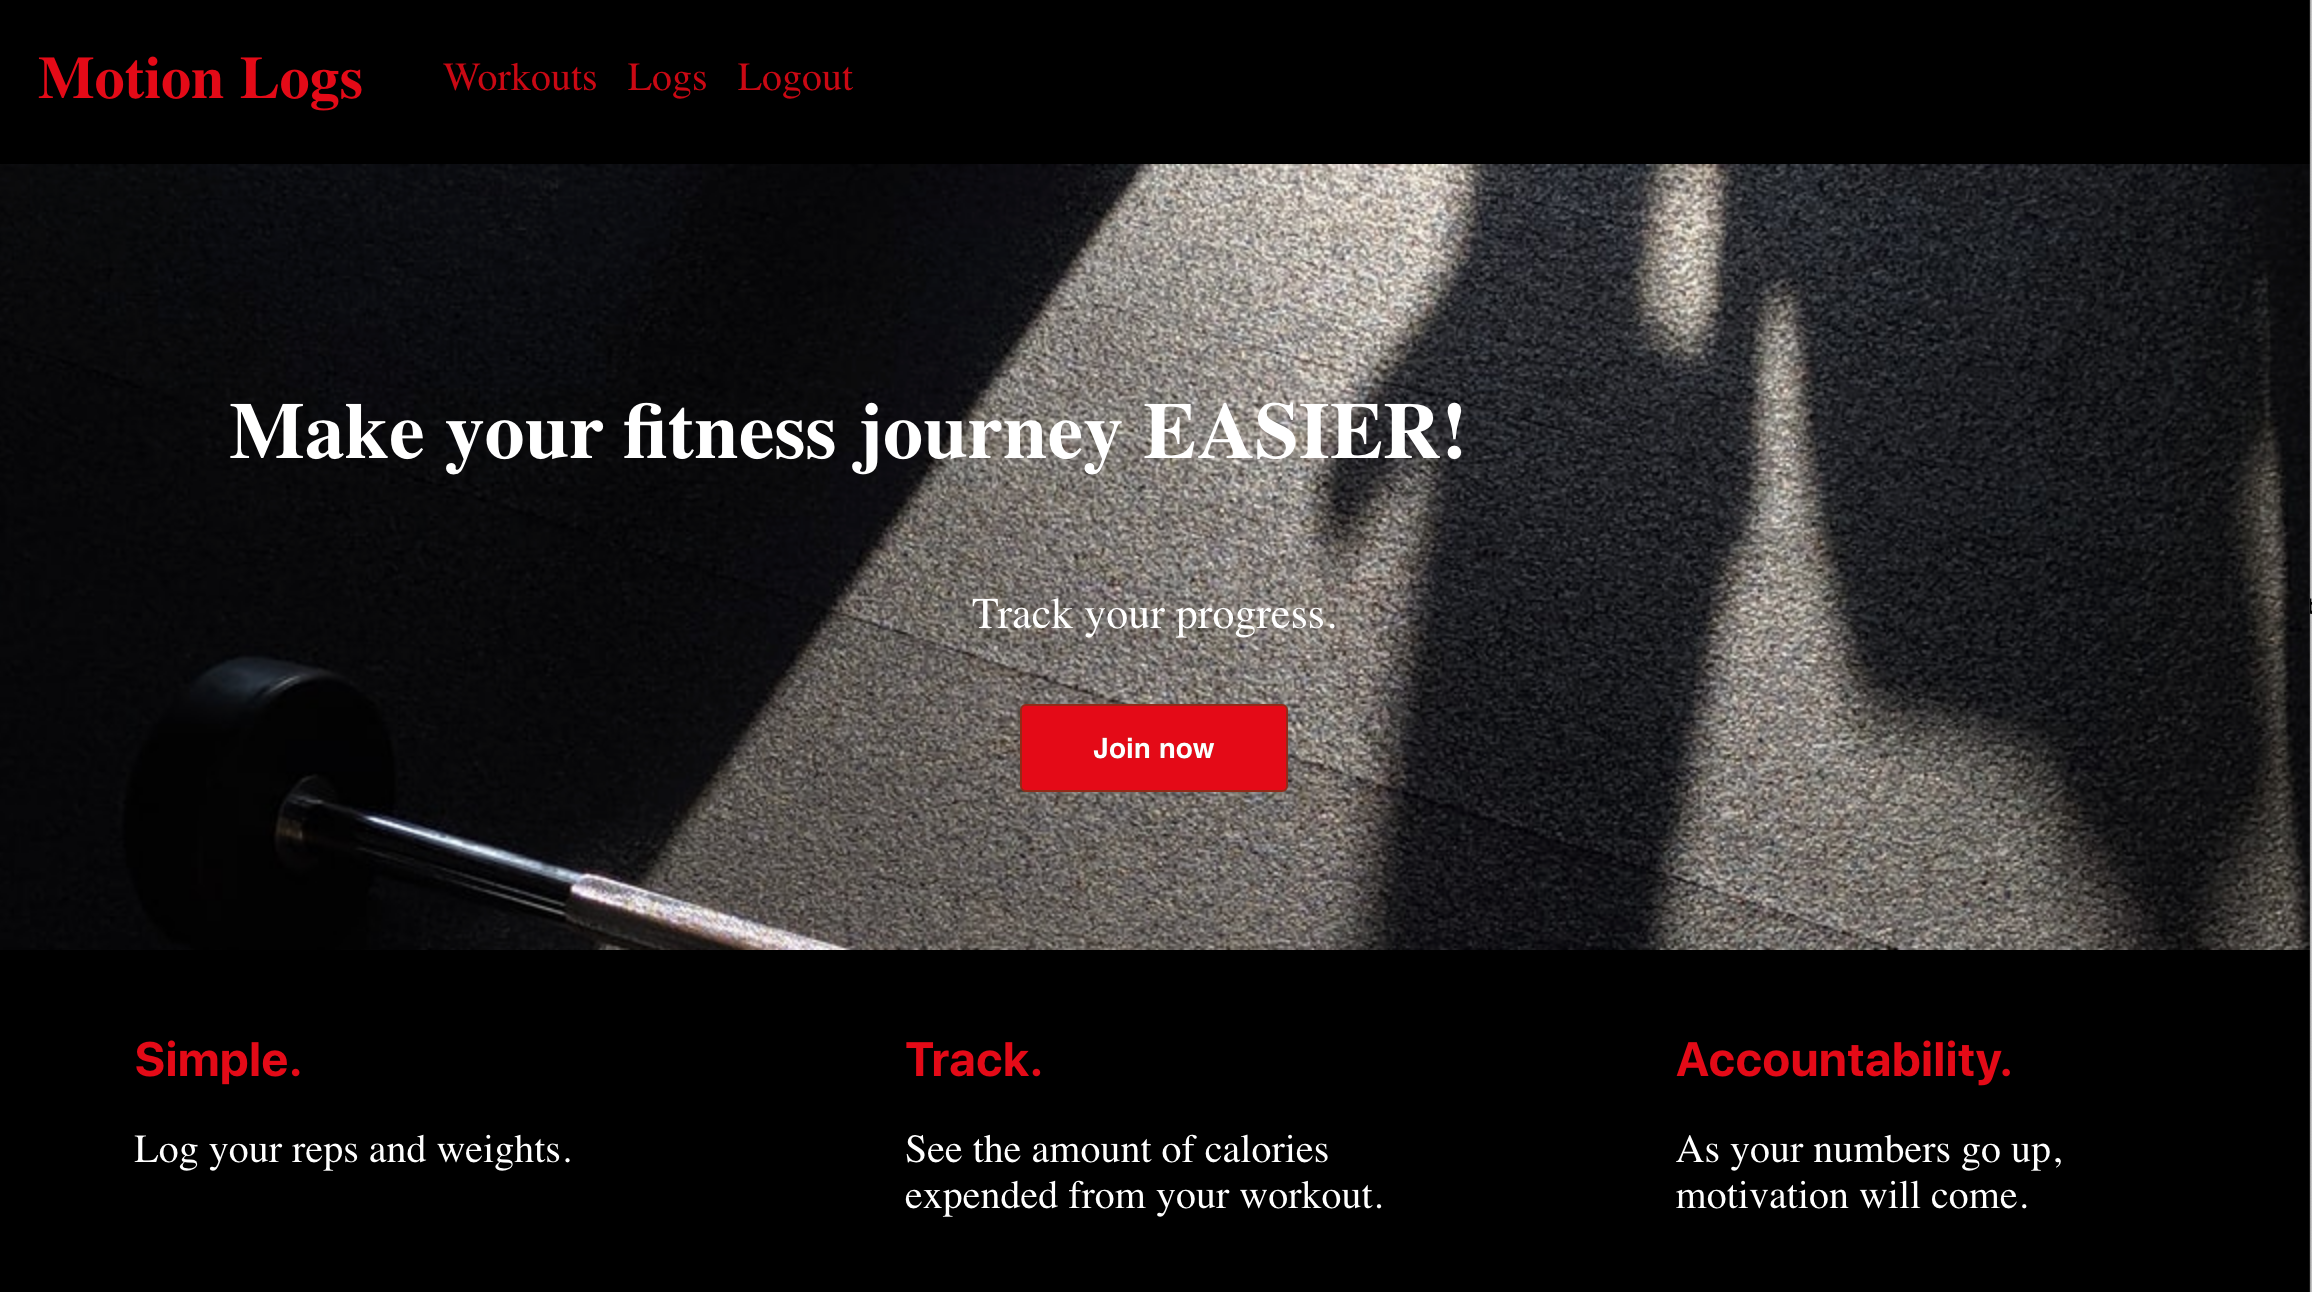 Motion Logs
Workouts Logs Logout
Make your fitness journey EASIER!
Track your progress.
Join now
Simple.
Log your reps and weights.
Track.
See the amount of calories
expended from your workout.
Accountability.
As your numbers go up,
motivation will come.